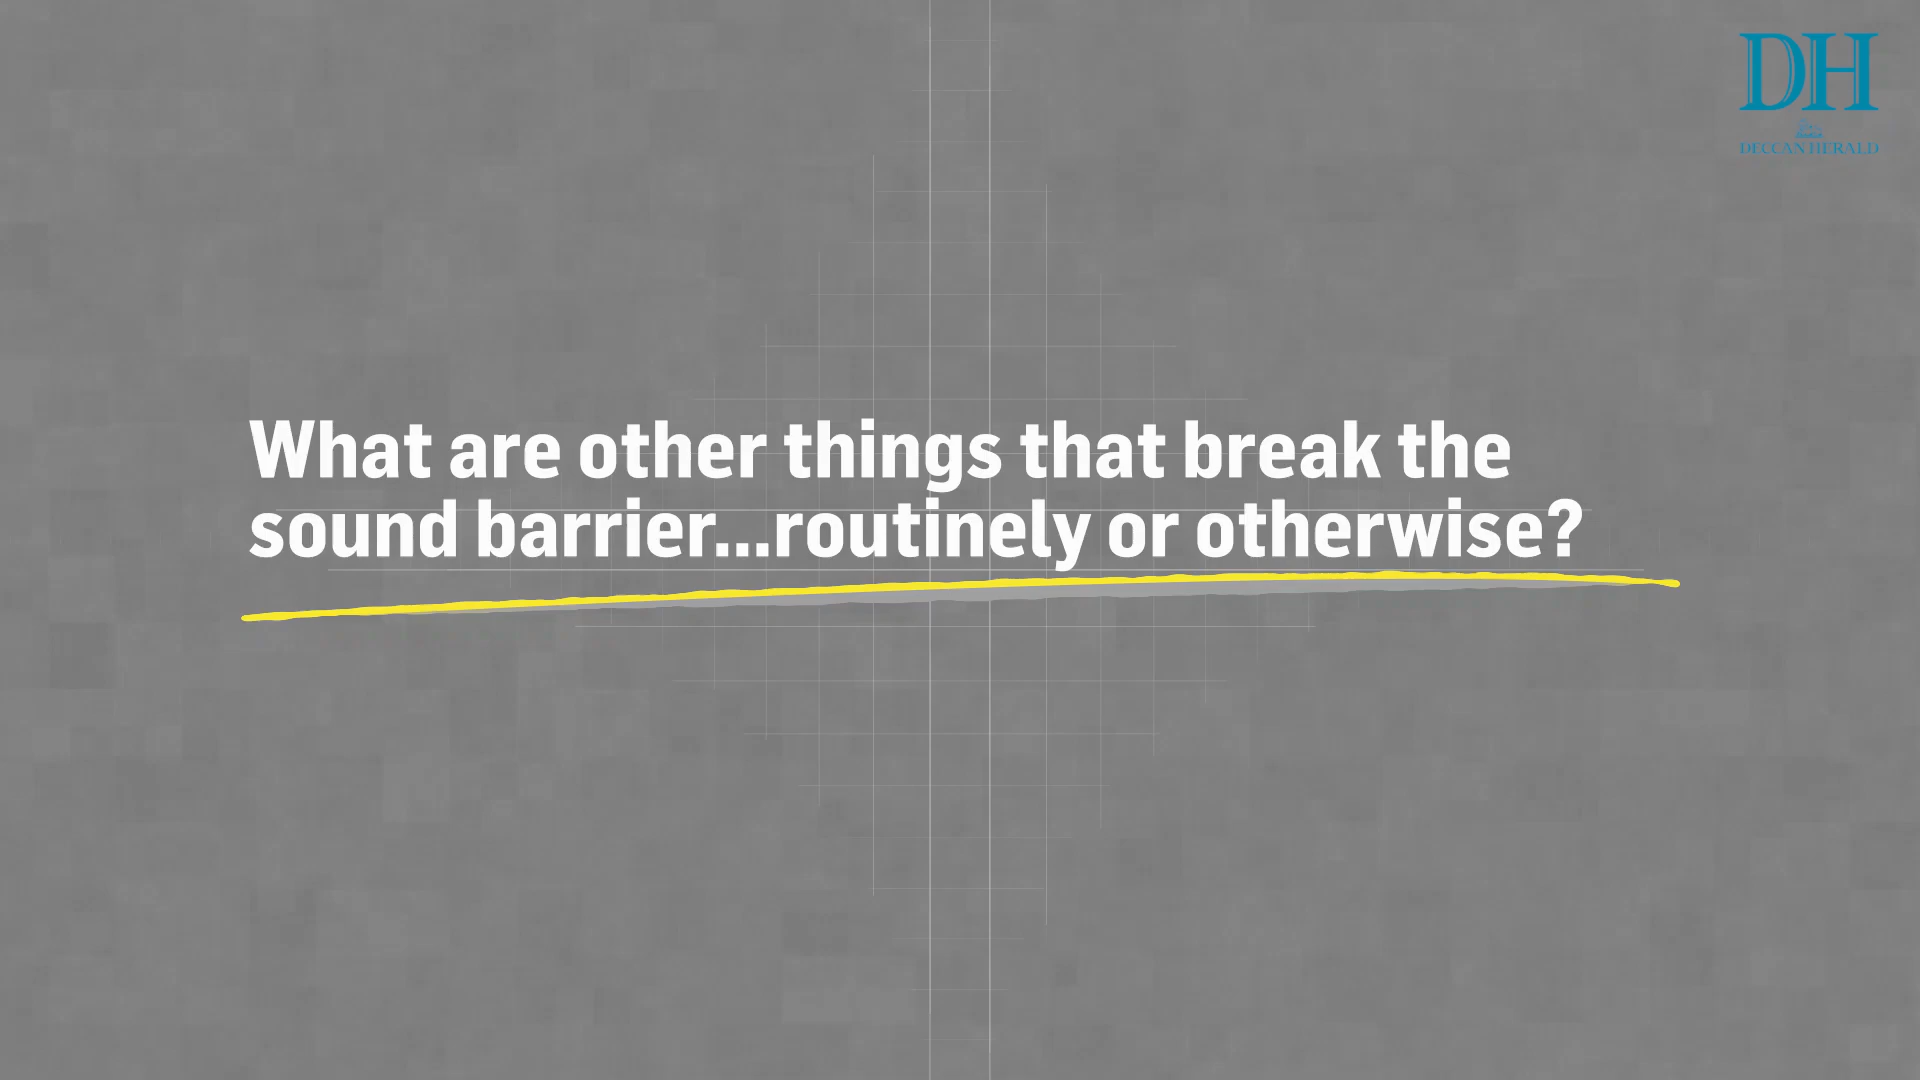 DH
DECCAN HERALD
What are other things that break the
sound barrier...routinely or otherwise?